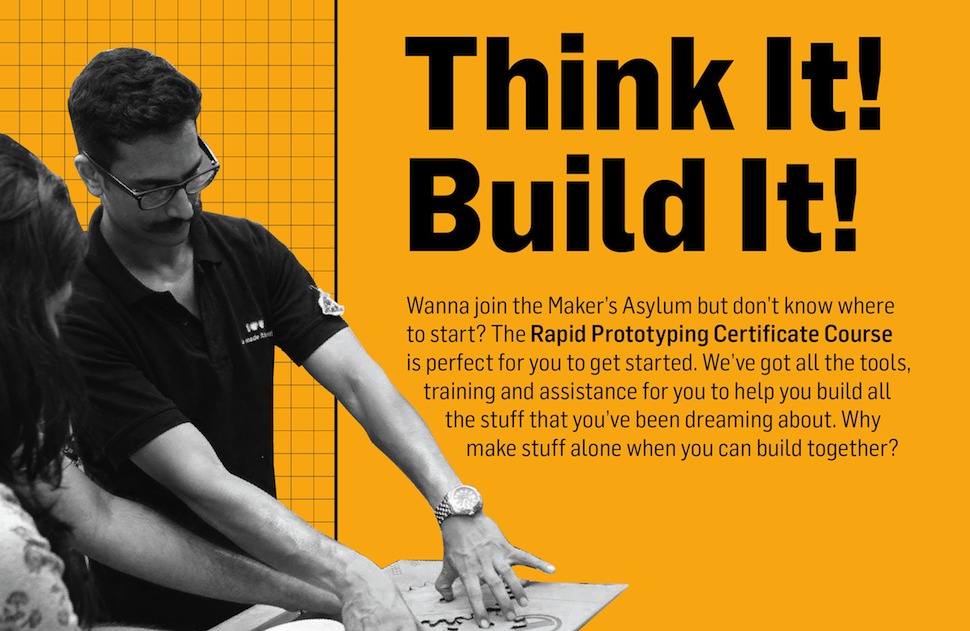 Think It!
Build It!
Wanna join the Maker's Asylum but don't know where
to start? The Rapid Prototyping Certificate Course
is perfect for you to get started. We've got all the tools,
training and assistance for you to help you build all
the stuff that you've been dreaming about. Why
make stuff alone when you can build together?